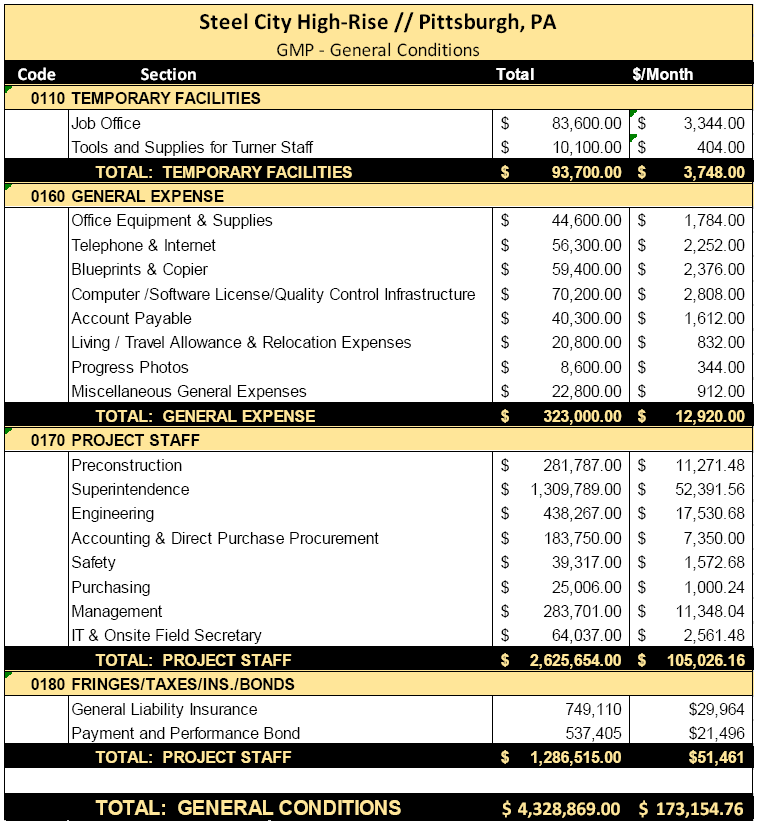 Steel City High-Rise // Pittsburgh, PA
GMP - General Conditions
Code Section Total $/Month
0110 TEMPORARY FACILITIES
Job Office $ 83,600.00 $ 3,344.00
Tools and Supplies for Turner Staff $ 10,100.00 $ 404.00
TOTAL: TEMPORARY FACILITIES $ 93,700.00 $ 3,748.00
0160 GENERAL EXPENSE
Office Equipment & Supplies $ 44,600.00 $ 1,784.00
Telephone & Internet $ 56,300.00 $ 2,252.00
Blueprints & Copier $ 59,400.00 $ 2,376.00
Computer /Software License/Quality Control Infrastructure $ 70,200.00 $ 2,808.00
Account Payable $ 40,300.00 $ 1,612.00
Living / Travel Allowance & Relocation Expenses $ 20,800.00 $ 832.00
Progress Photos $ 8,600.00 $ 344.00
Miscellaneous General Expenses $ 22,800.00 $ 912.00
TOTAL: GENERAL EXPENSE $ 323,000.00 $ 12,920.00
0170 PROJECT STAFF
Preconstruction $ 281,787.00 $ 11,271.48
Superintendence $ 1,309,789.00 $ 52,391.56
Engineering $ 438,267.00 $ 17,530.68
Accounting & Direct Purchase Procurement $ 183,750.00 $ 7,350.00
Safety $ 39,317.00 $ 1,572.68
Purchasing $ 25,006.00 $ 1,000.24
Management $ 283,701.00 $ 11,348.04
IT & Onsite Field Secretary $ 64,037.00 $ 2,561.48
TOTAL: PROJECT STAFF $ 2,625,654.00 $ 105,026.16
0180 FRINGES/TAXES/INS./BONDS
General Liability Insurance 749,110 $29,964
Payment and Performance Bond 537,405 $21,496
TOTAL: PROJECT STAFF $ 1,286,515.00 $51,461
TOTAL: GENERAL CONDITIONS $ 4,328,869.00 $ 173,154.76